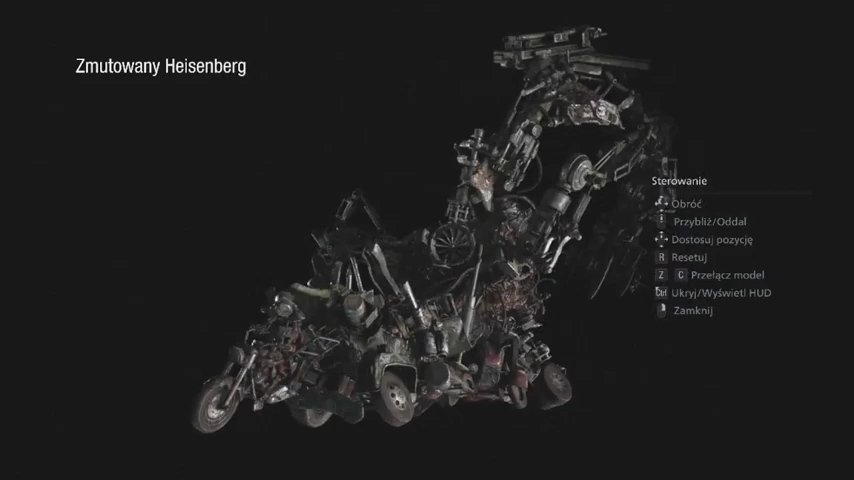 Zmutowany Heisenberg
Sterowanie
Obróć
Przybliż/Oddal
Dostosuj pozycję
R Resetuj
Z C Przełącz model
Ctrl Ukryj/Wyświetl HUD
Zamknij